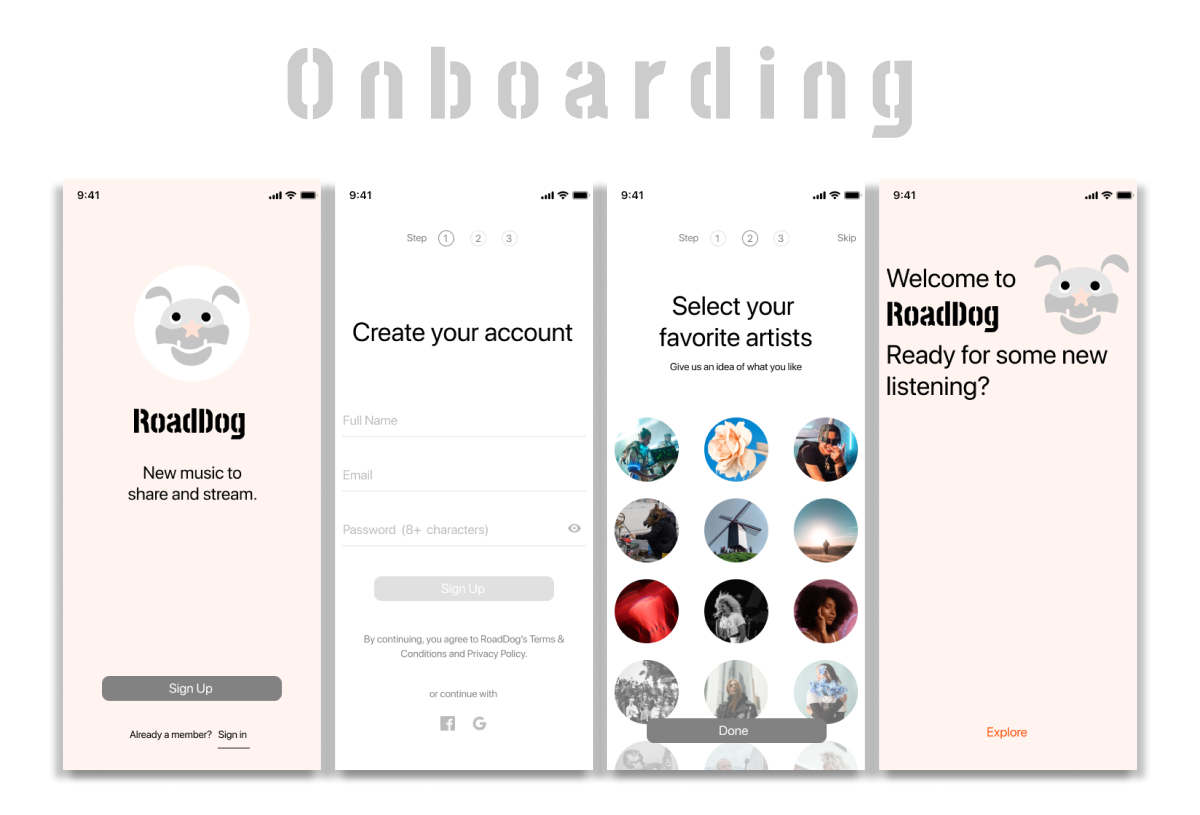 Onboarding
9:41
RoadDog
New music to
share and stream.
Sign Up
Already a member? Sign in
9:41
Step 1 2 3
Create your account
Full Name
Email
Password (8+ characters)
Sign Up
By continuing, you agree to RoadDog's Terms &
Conditions and Privacy Policy.
or continue with
9:41
Step 1 2 3 Skip
Select your
favorite artists
Give us an idea of what you like
Done
9:41
Welcome to
RoadDog
Ready for some new
listening?
Explore